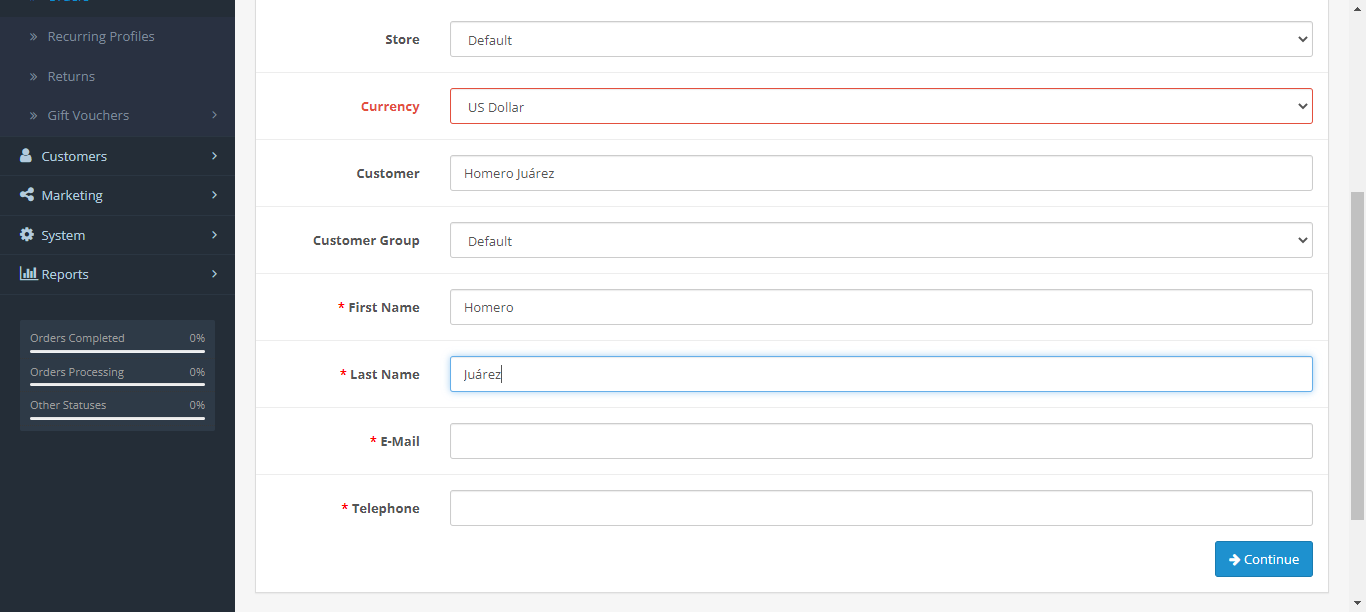 Orders
Recurring Profiles
Returns
Gift Vouchers
Customers
Marketing
System
Reports
Orders Completed 0%
Orders Processing 0%
Other Statuses 0%
Store Default
Currency US Dollar
Customer Homero Juárez
Customer Group Default
* First Name Homero
* Last Name Juárez
* E-Mail
* Telephone
Continue